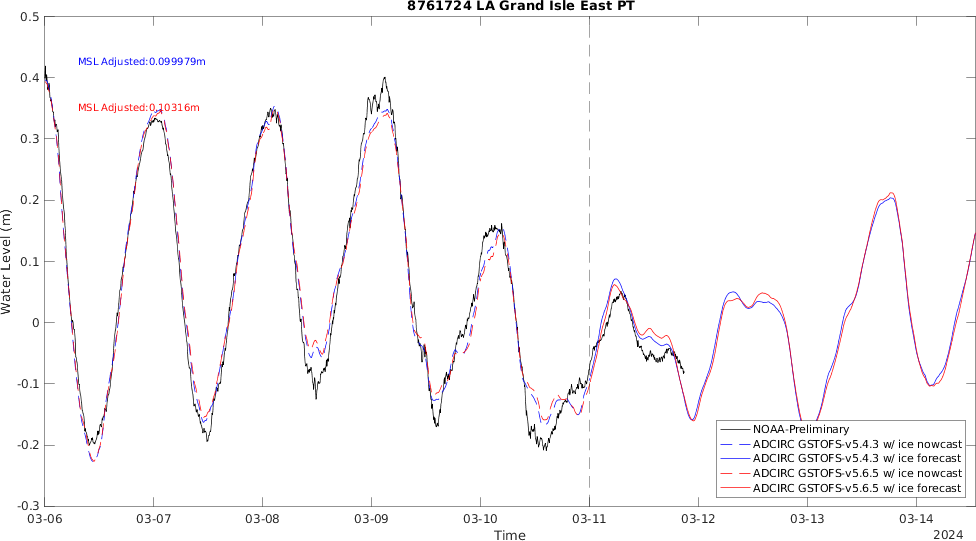 8761724 LA Grand Isle East PT
MSL Adjusted:0.099979m
MSL Adjusted:0.10316m
Water Level (m)
0.5
0.4
0.3
0.2
0.1
0
-0.1
-0.2
-0.3
NOAA-Preliminary
ADCIRC GSTOFS-v5.4.3 w/ ice nowcast
ADCIRC GSTOFS-v5.4.3 w/ ice forecast
ADCIRC GSTOFS-v5.6.5 w/ ice nowcast
ADCIRC GSTOFS-v5.6.5 w/ ice forecast
03-06 03-07 03-08 03-09 03-10 03-11 03-12 03-13 03-14
Time
2024